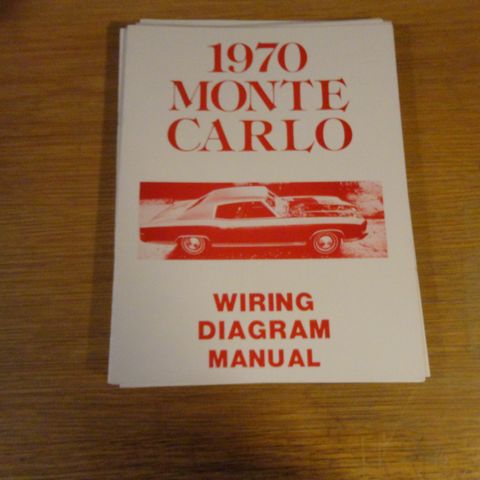 1970
MONTE
CARLO
WIRING
DIAGRAM
MANUAL